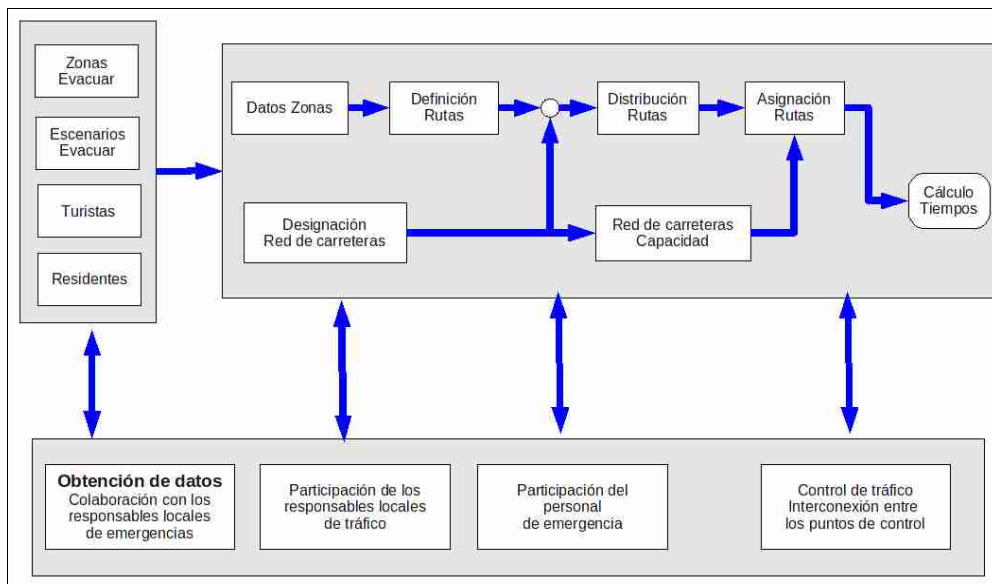 Zonas
Evacuar
Escenarios
Evacuar
Turistas
Residentes
Datos Zonas
Definición
Rutas
Distribución
Rutas
Asignación
Rutas
Designación
Red de carreteras
Red de carreteras
Capacidad
Cálculo
Tiempos
Obtención de datos
Colaboración con los
responsables locales
de emergencias
Participación de los
responsables locales
de tráfico
Participación del
personal
de emergencia
Control de tráfico
Interconexión entre
los puntos de control